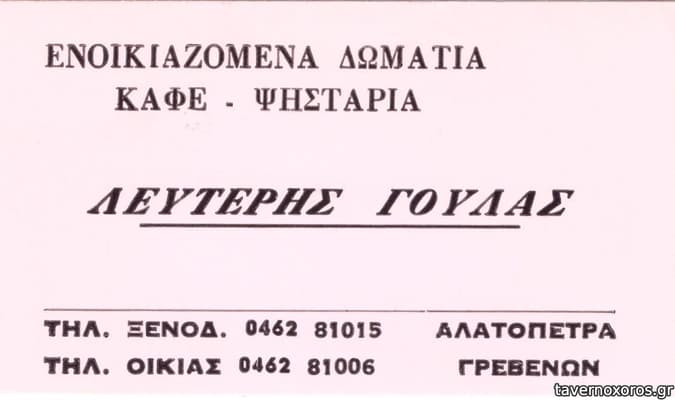 ΕΝΟΙΚΙΑΖΟΜΕΝΑ ΔΩΜΑΤΙΑ
ΚΑΦΕ - ΨΗΣΤΑΡΙΑ
ΛΕΥΤΕΡΗΣ ΓΟΥΛΑΣ
ΤΗΛ. ΞΕΝΟΔ. 0462 81015 ΑΛΑΤΟΠΕΤΡΑ
ΤΗΛ. ΟΙΚΙΑΣ 0462 81006 ΓΡΕΒΕΝΩΝ
tavernoxoros.gr